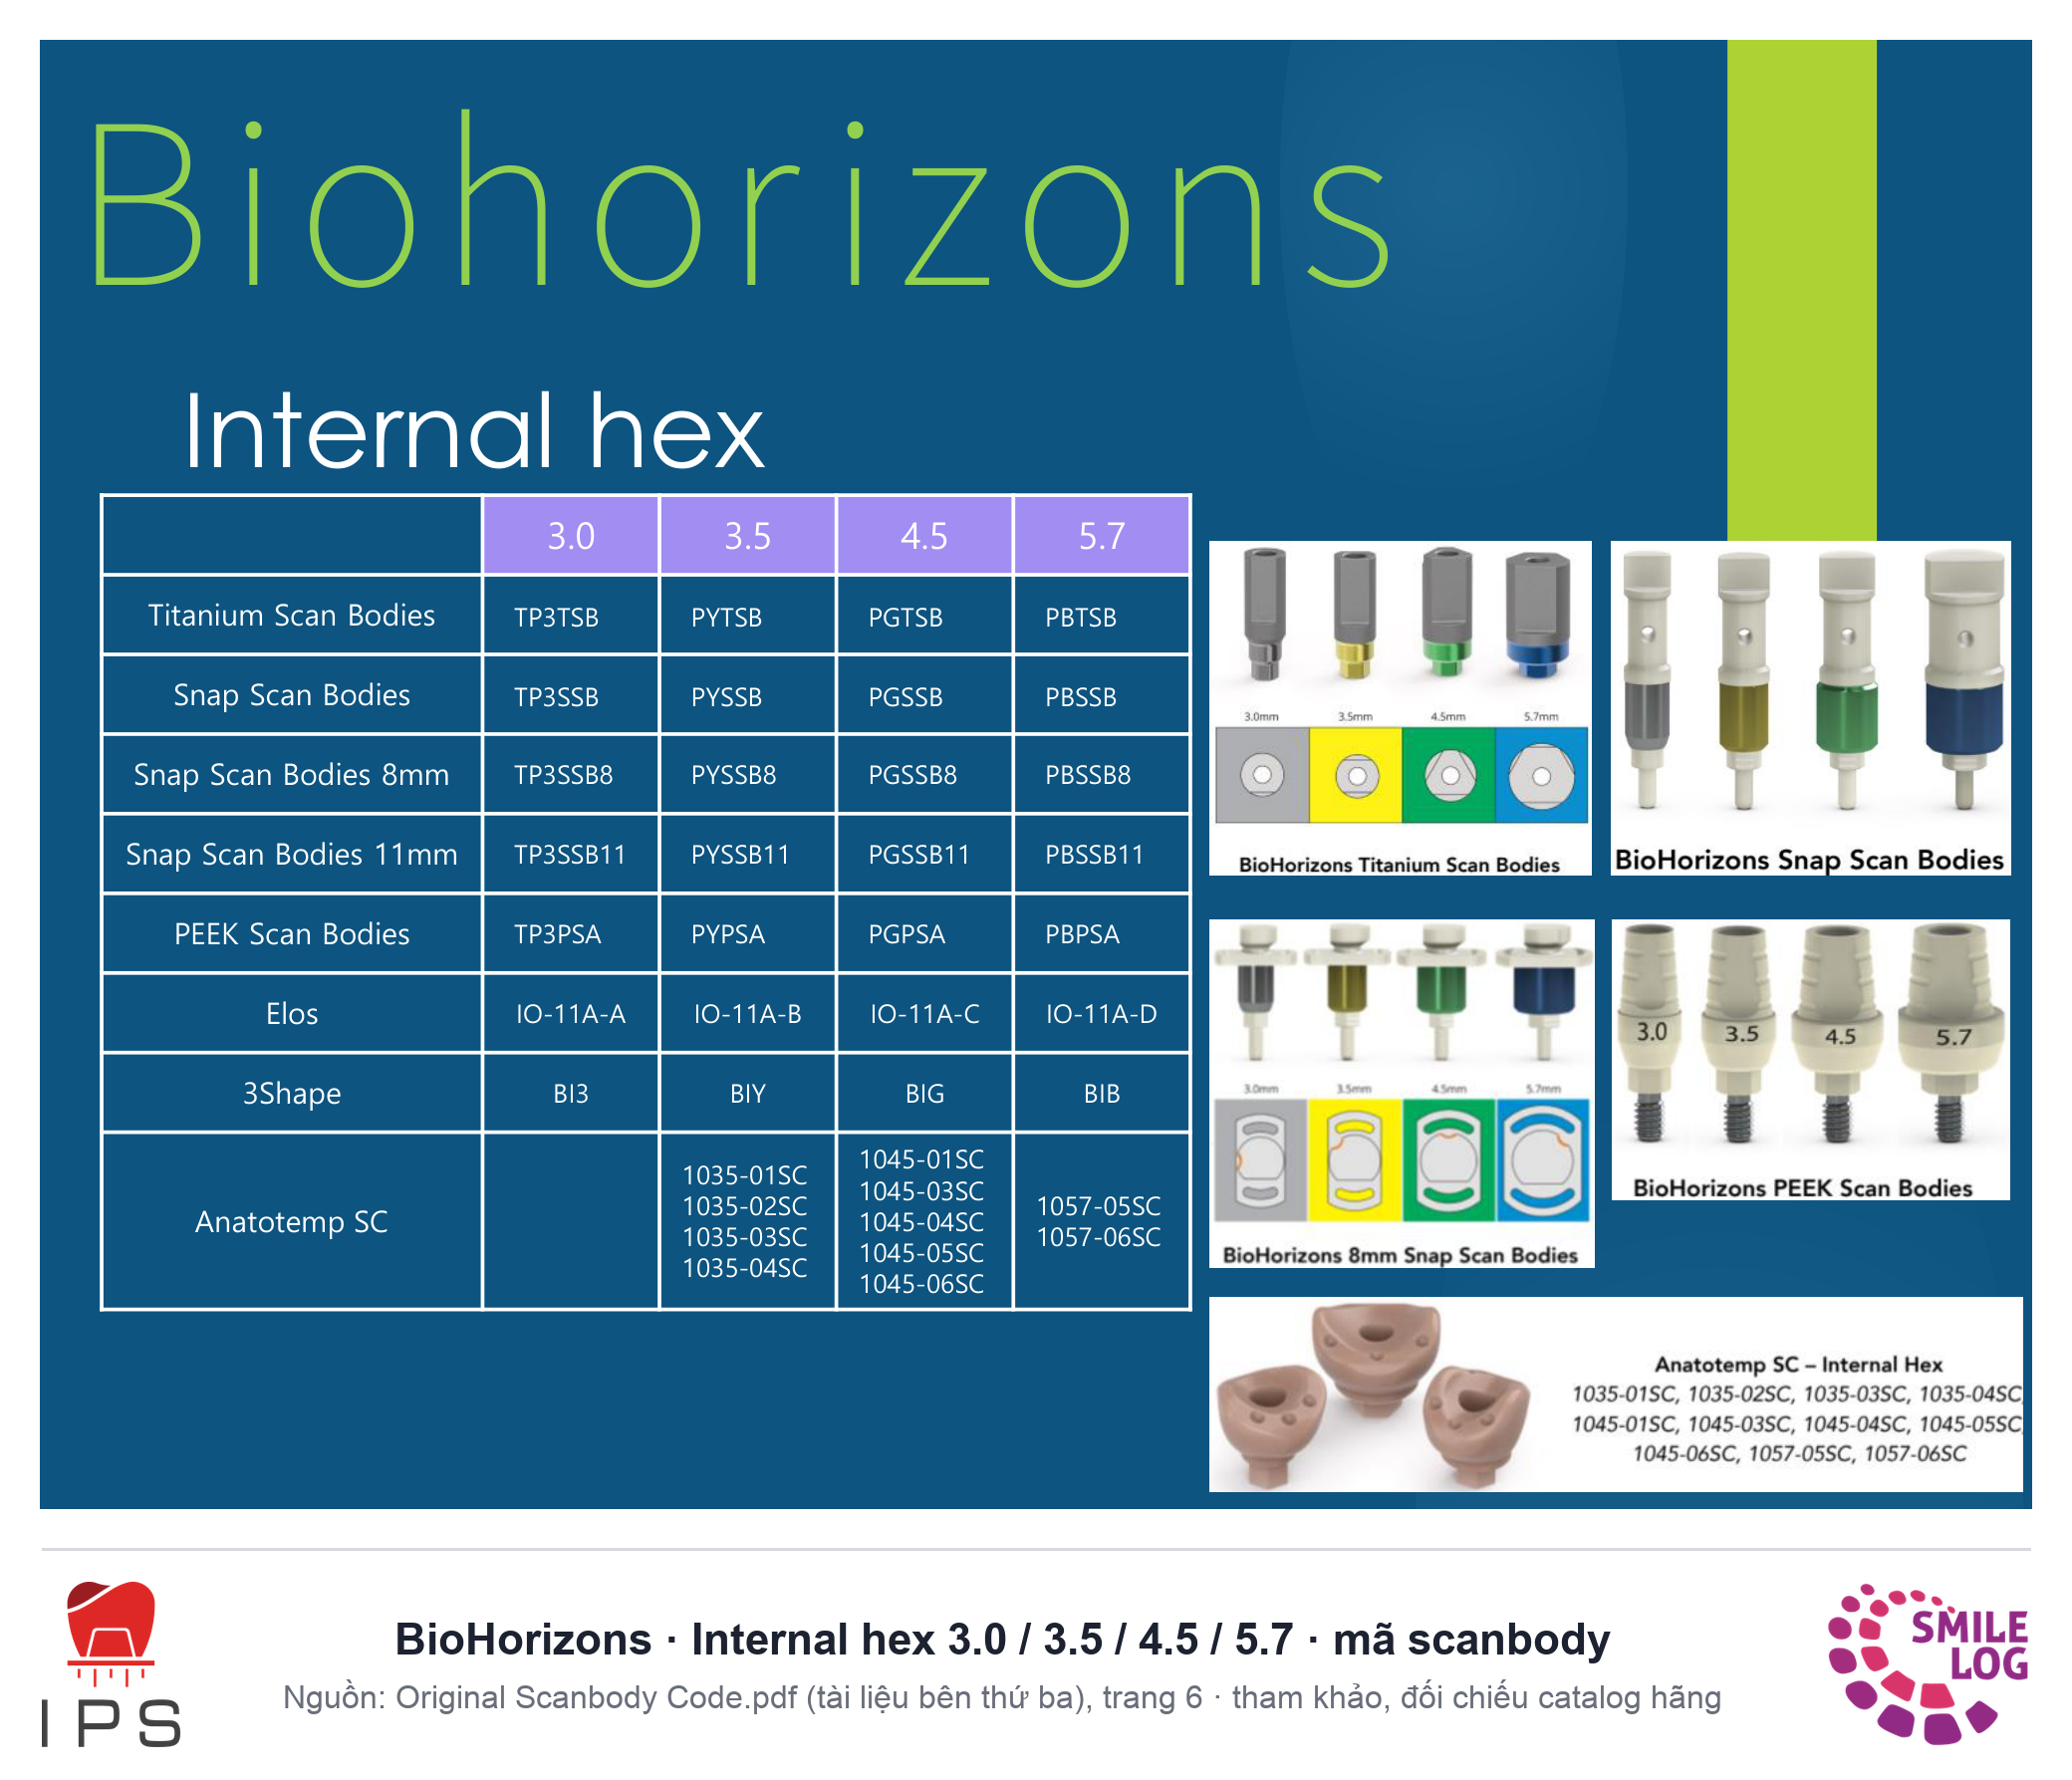 Biohorizons
Internal hex
3.0 3.5 4.5 5.7
Titanium Scan Bodies TP3TSB PYTSB PGTSB PBTSB
Snap Scan Bodies TP3SSB PYSSB PGSSB PBSSB
Snap Scan Bodies 8mm TP3SSB8 PYSSB8 PGSSB8 PBSSB8
Snap Scan Bodies 11mm TP3SSB11 PYSSB11 PGSSB11 PBSSB11
PEEK Scan Bodies TP3PSA PYPSA PGPSA PBPSA
Elos IO-11A-A IO-11A-B IO-11A-C IO-11A-D
3Shape BI3 BIY BIG BIB
Anatotemp SC
1035-01SC
1035-02SC
1035-03SC
1035-04SC
1045-01SC
1045-03SC
1045-04SC
1045-05SC
1045-06SC
1057-05SC
1057-06SC
3.0mm 3.5mm 4.5mm 5.7mm
BioHorizons Titanium Scan Bodies
BioHorizons Snap Scan Bodies
3.0mm 3.5mm 4.5mm 5.7mm
BioHorizons 8mm Snap Scan Bodies
3.0 3.5 4.5 5.7
BioHorizons PEEK Scan Bodies
Anatotemp SC – Internal Hex
1035-01SC, 1035-02SC, 1035-03SC, 1035-04SC,
1045-01SC, 1045-03SC, 1045-04SC, 1045-05SC,
1045-06SC, 1057-05SC, 1057-06SC
IPS
BioHorizons · Internal hex 3.0 / 3.5 / 4.5 / 5.7 · mã scanbody
Nguồn: Original Scanbody Code.pdf (tài liệu bên thứ ba), trang 6 · tham khảo, đối chiếu catalog hãng
SMILE
LOG